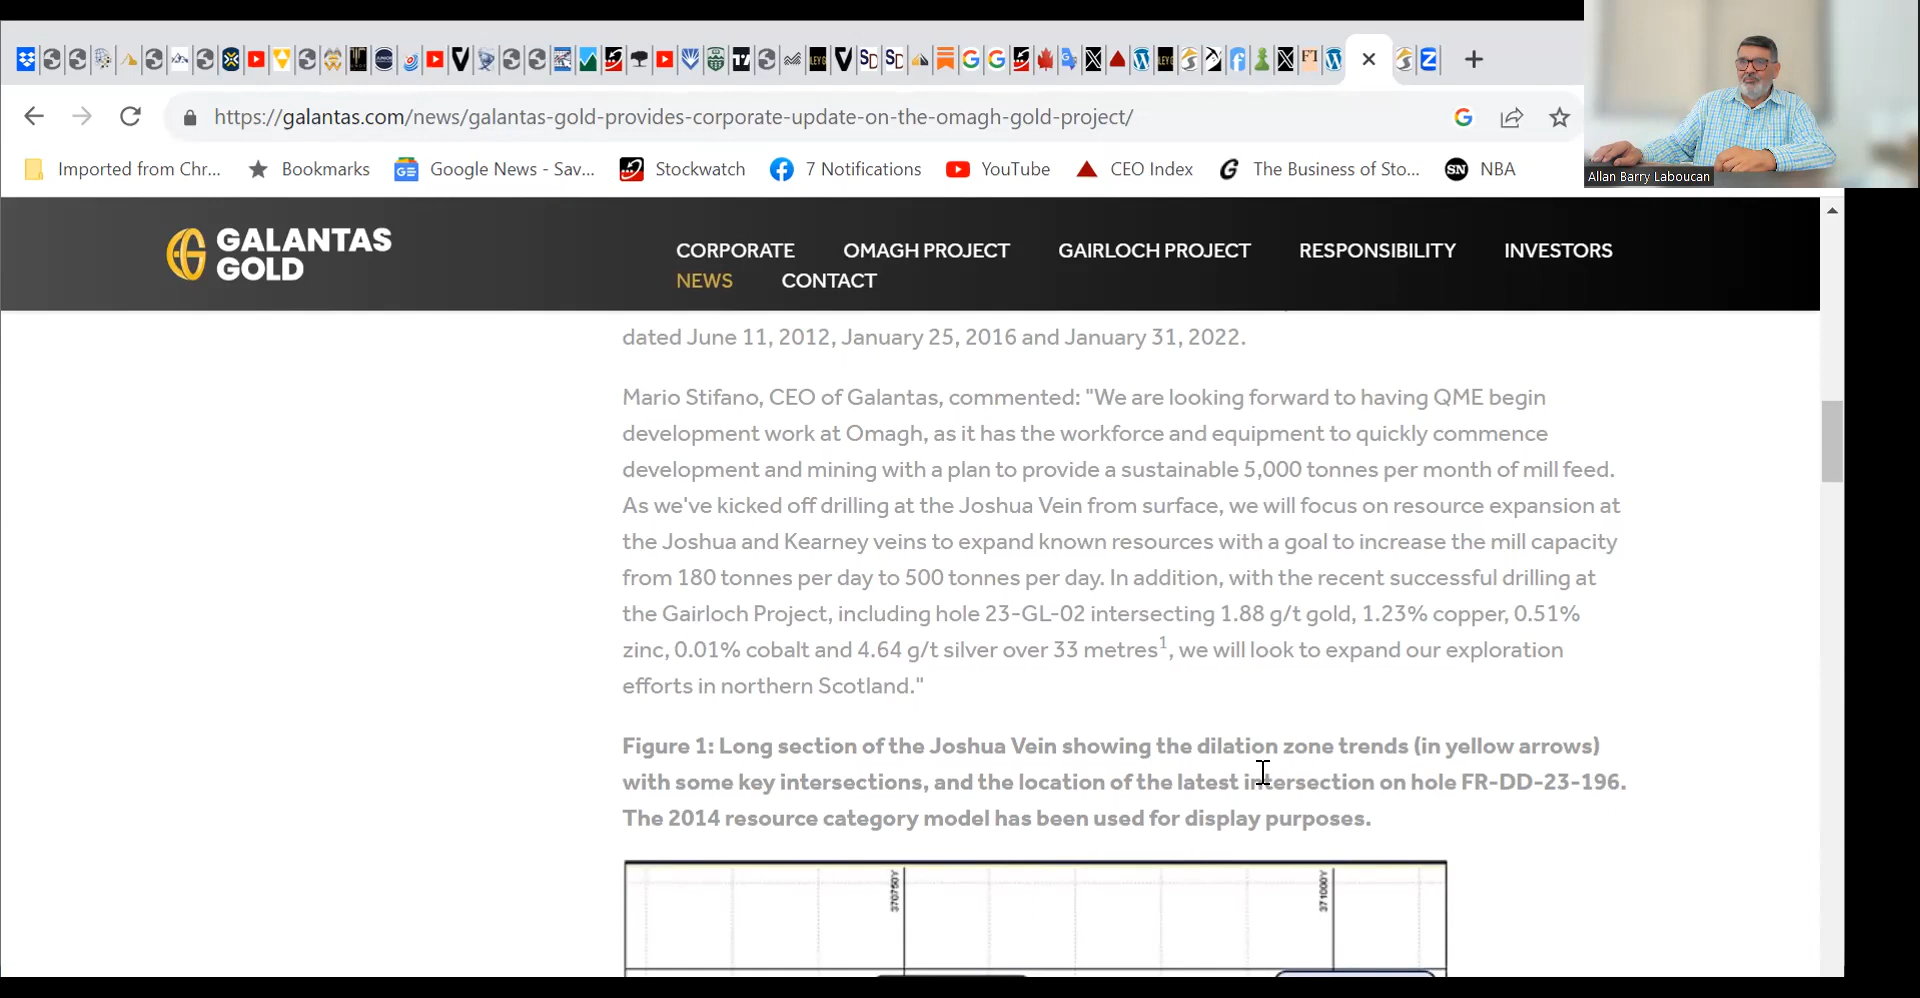 https://galantas.com/news/galantas-gold-provides-corporate-update-on-the-omagh-gold-project/
Imported from Chr... Bookmarks Google News - Sav... Stockwatch 7 Notifications YouTube CEO Index The Business of Sto... SN NBA
Allan Barry Laboucan
GALANTAS
GOLD
CORPORATE OMAGH PROJECT GAIRLOCH PROJECT RESPONSIBILITY INVESTORS
NEWS CONTACT
dated June 11, 2012, January 25, 2016 and January 31, 2022.
Mario Stifano, CEO of Galantas, commented: "We are looking forward to having QME begin
development work at Omagh, as it has the workforce and equipment to quickly commence
development and mining with a plan to provide a sustainable 5,000 tonnes per month of mill feed.
As we've kicked off drilling at the Joshua Vein from surface, we will focus on resource expansion at
the Joshua and Kearney veins to expand known resources with a goal to increase the mill capacity
from 180 tonnes per day to 500 tonnes per day. In addition, with the recent successful drilling at
the Gairloch Project, including hole 23-GL-02 intersecting 1.88 g/t gold, 1.23% copper, 0.51%
zinc, 0.01% cobalt and 4.64 g/t silver over 33 metres1, we will look to expand our exploration
efforts in northern Scotland."
Figure 1: Long section of the Joshua Vein showing the dilation zone trends (in yellow arrows)
with some key intersections, and the location of the latest intersection on hole FR-DD-23-196.
The 2014 resource category model has been used for display purposes.
370750Y
371000Y